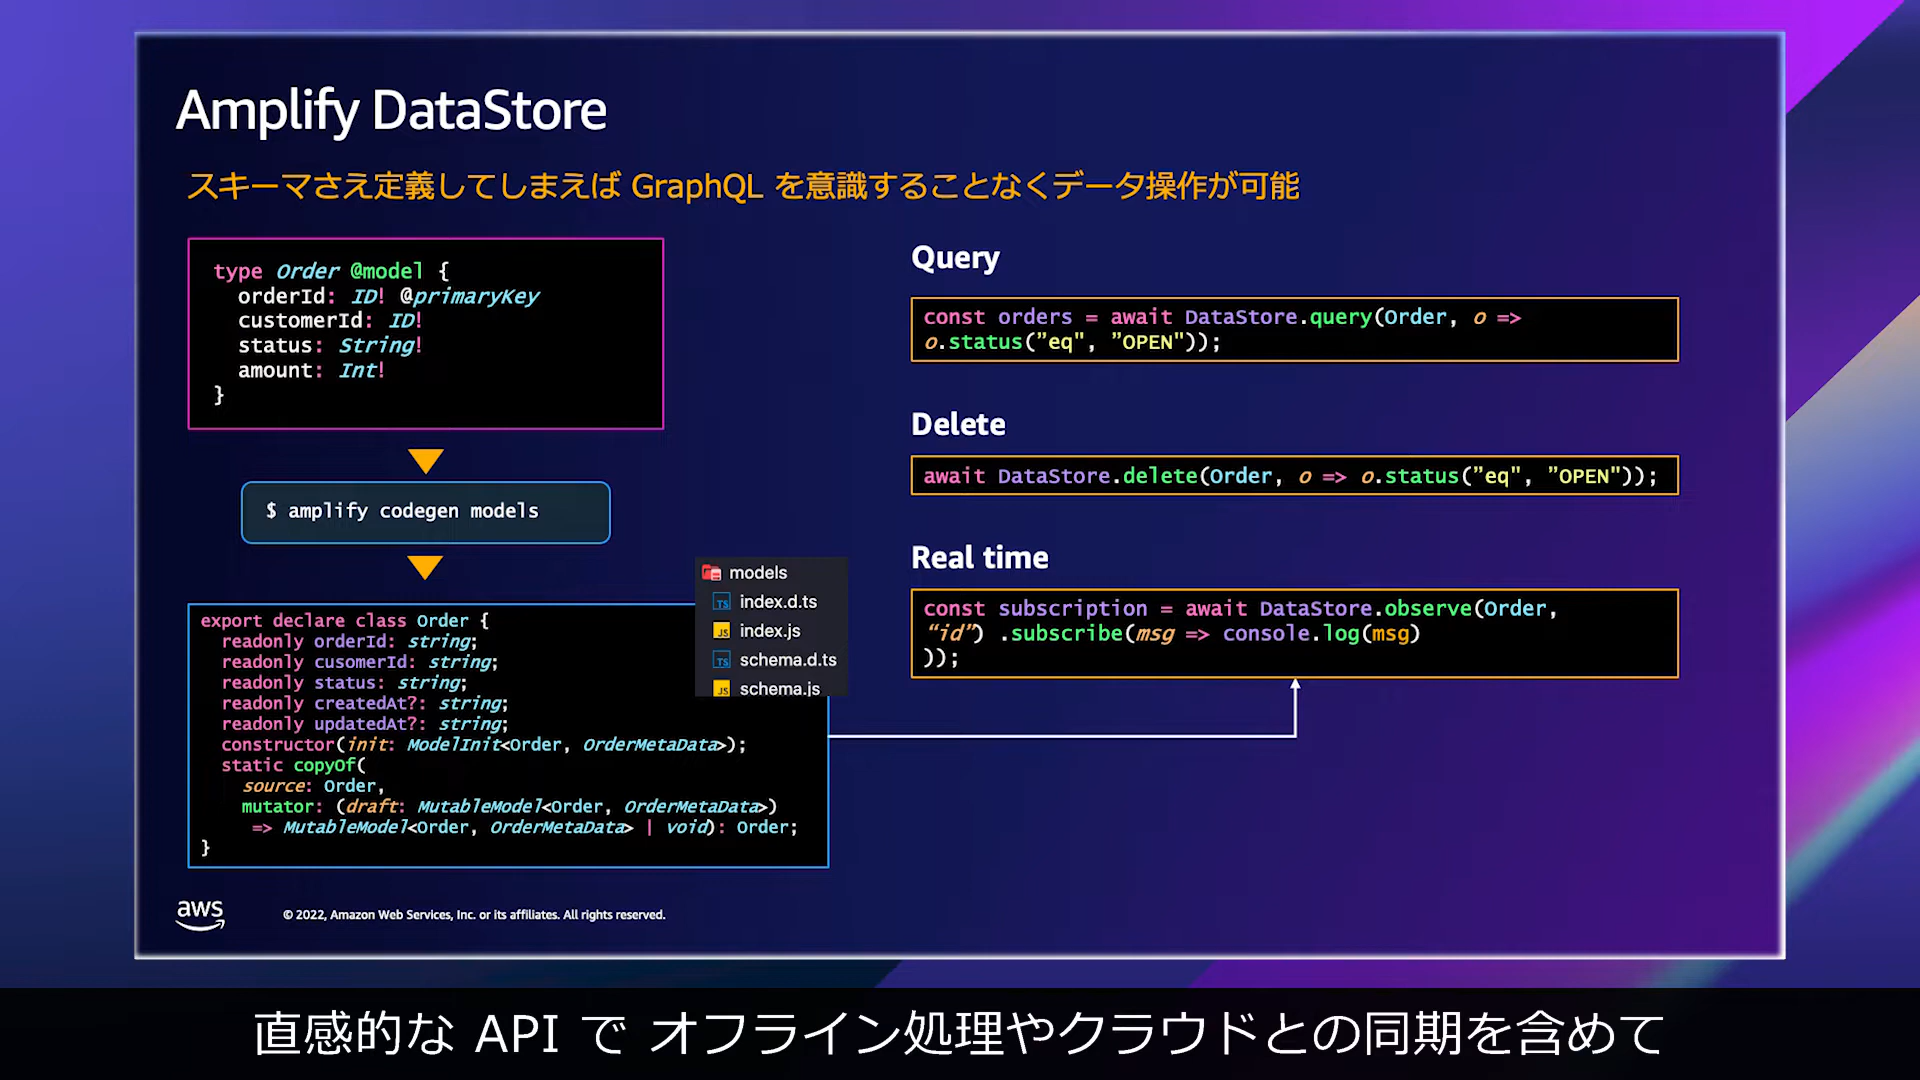 Amplify DataStore
スキーマさえ定義してしまえば GraphQL を意識することなくデータ操作が可能
type Order @model {
orderId: ID! @primaryKey
customerId: ID!
status: String!
amount: Int!
}
$ amplify codegen models
export declare class Order {
readonly orderId: string;
readonly cusomerId: string;
readonly status: string;
readonly createdAt?: string;
readonly updatedAt?: string;
constructor(init: ModelInit<Order, OrderMetaData>);
static copyOf(
source: Order,
mutator: (draft: MutableModel<Order, OrderMetaData>)
=> MutableModel<Order, OrderMetaData> | void): Order;
}
models
index.d.ts
index.js
schema.d.ts
schema.js
Query
const orders = await DataStore.query(Order, o =>
o.status(”eq", ”OPEN"));
Delete
await DataStore.delete(Order, o => o.status(”eq", ”OPEN"));
Real time
const subscription = await DataStore.observe(Order,
“id”) .subscribe(msg => console.log(msg)
));
aws
© 2022, Amazon Web Services, Inc. or its affiliates. All rights reserved.
直感的な API で オフライン処理やクラウドとの同期を含めて